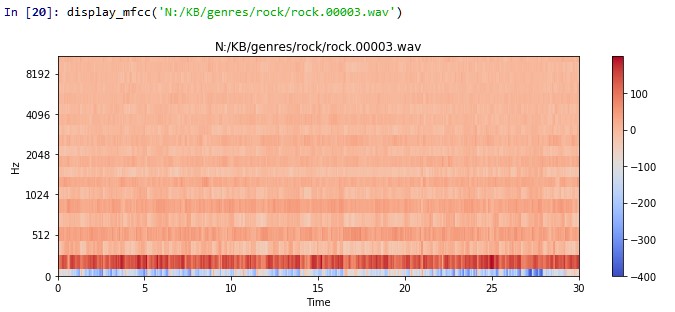 In [20]: display_mfcc('N:/KB/genres/rock/rock.00003.wav')
N:/KB/genres/rock/rock.00003.wav
8192
4096
2048
1024
512
0
Hz
0 5 10 15 20 25 30
Time
100
0
−100
−200
−300
−400